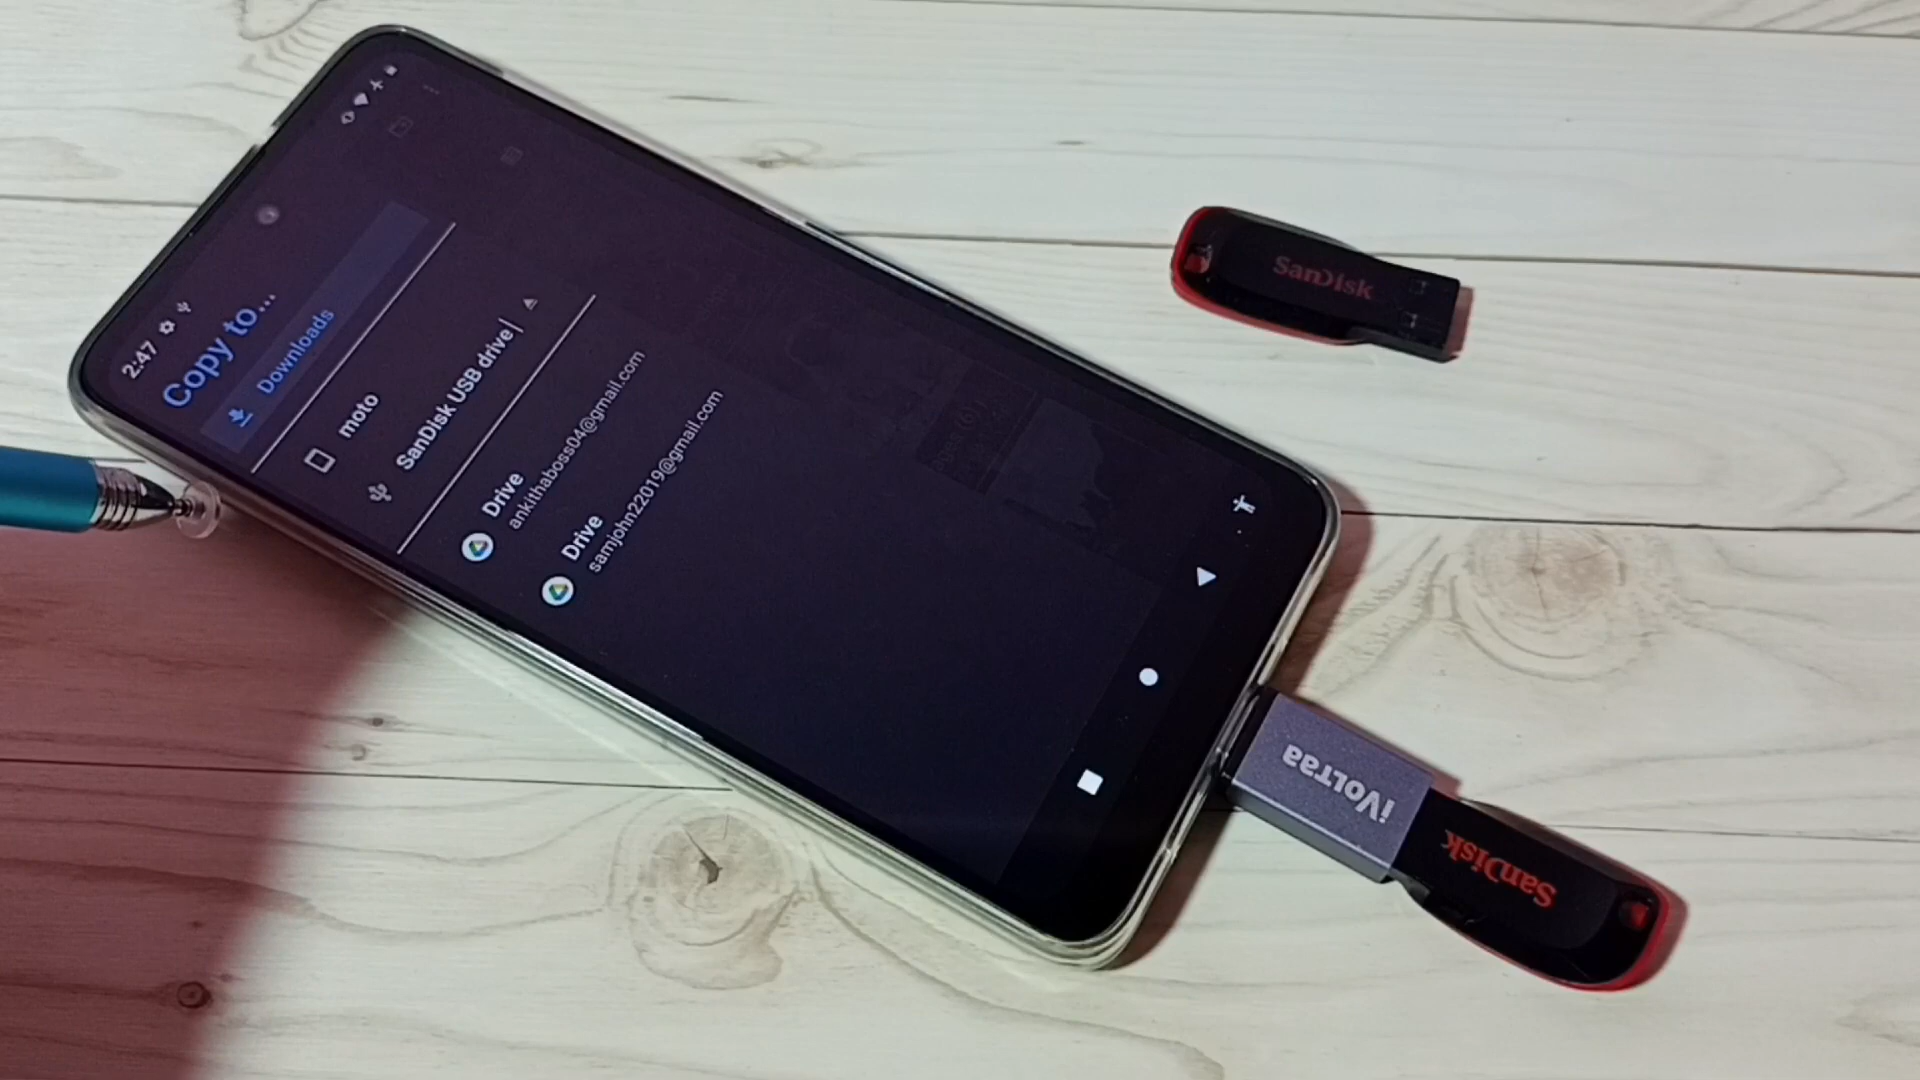 2:47
Copy to...
Downloads
moto
SanDisk USB drive
Drive
ankithaboss04@gmail.com
Drive
samjohn22019@gmail.com
SanDisk
iVOLTAA
SanDisk